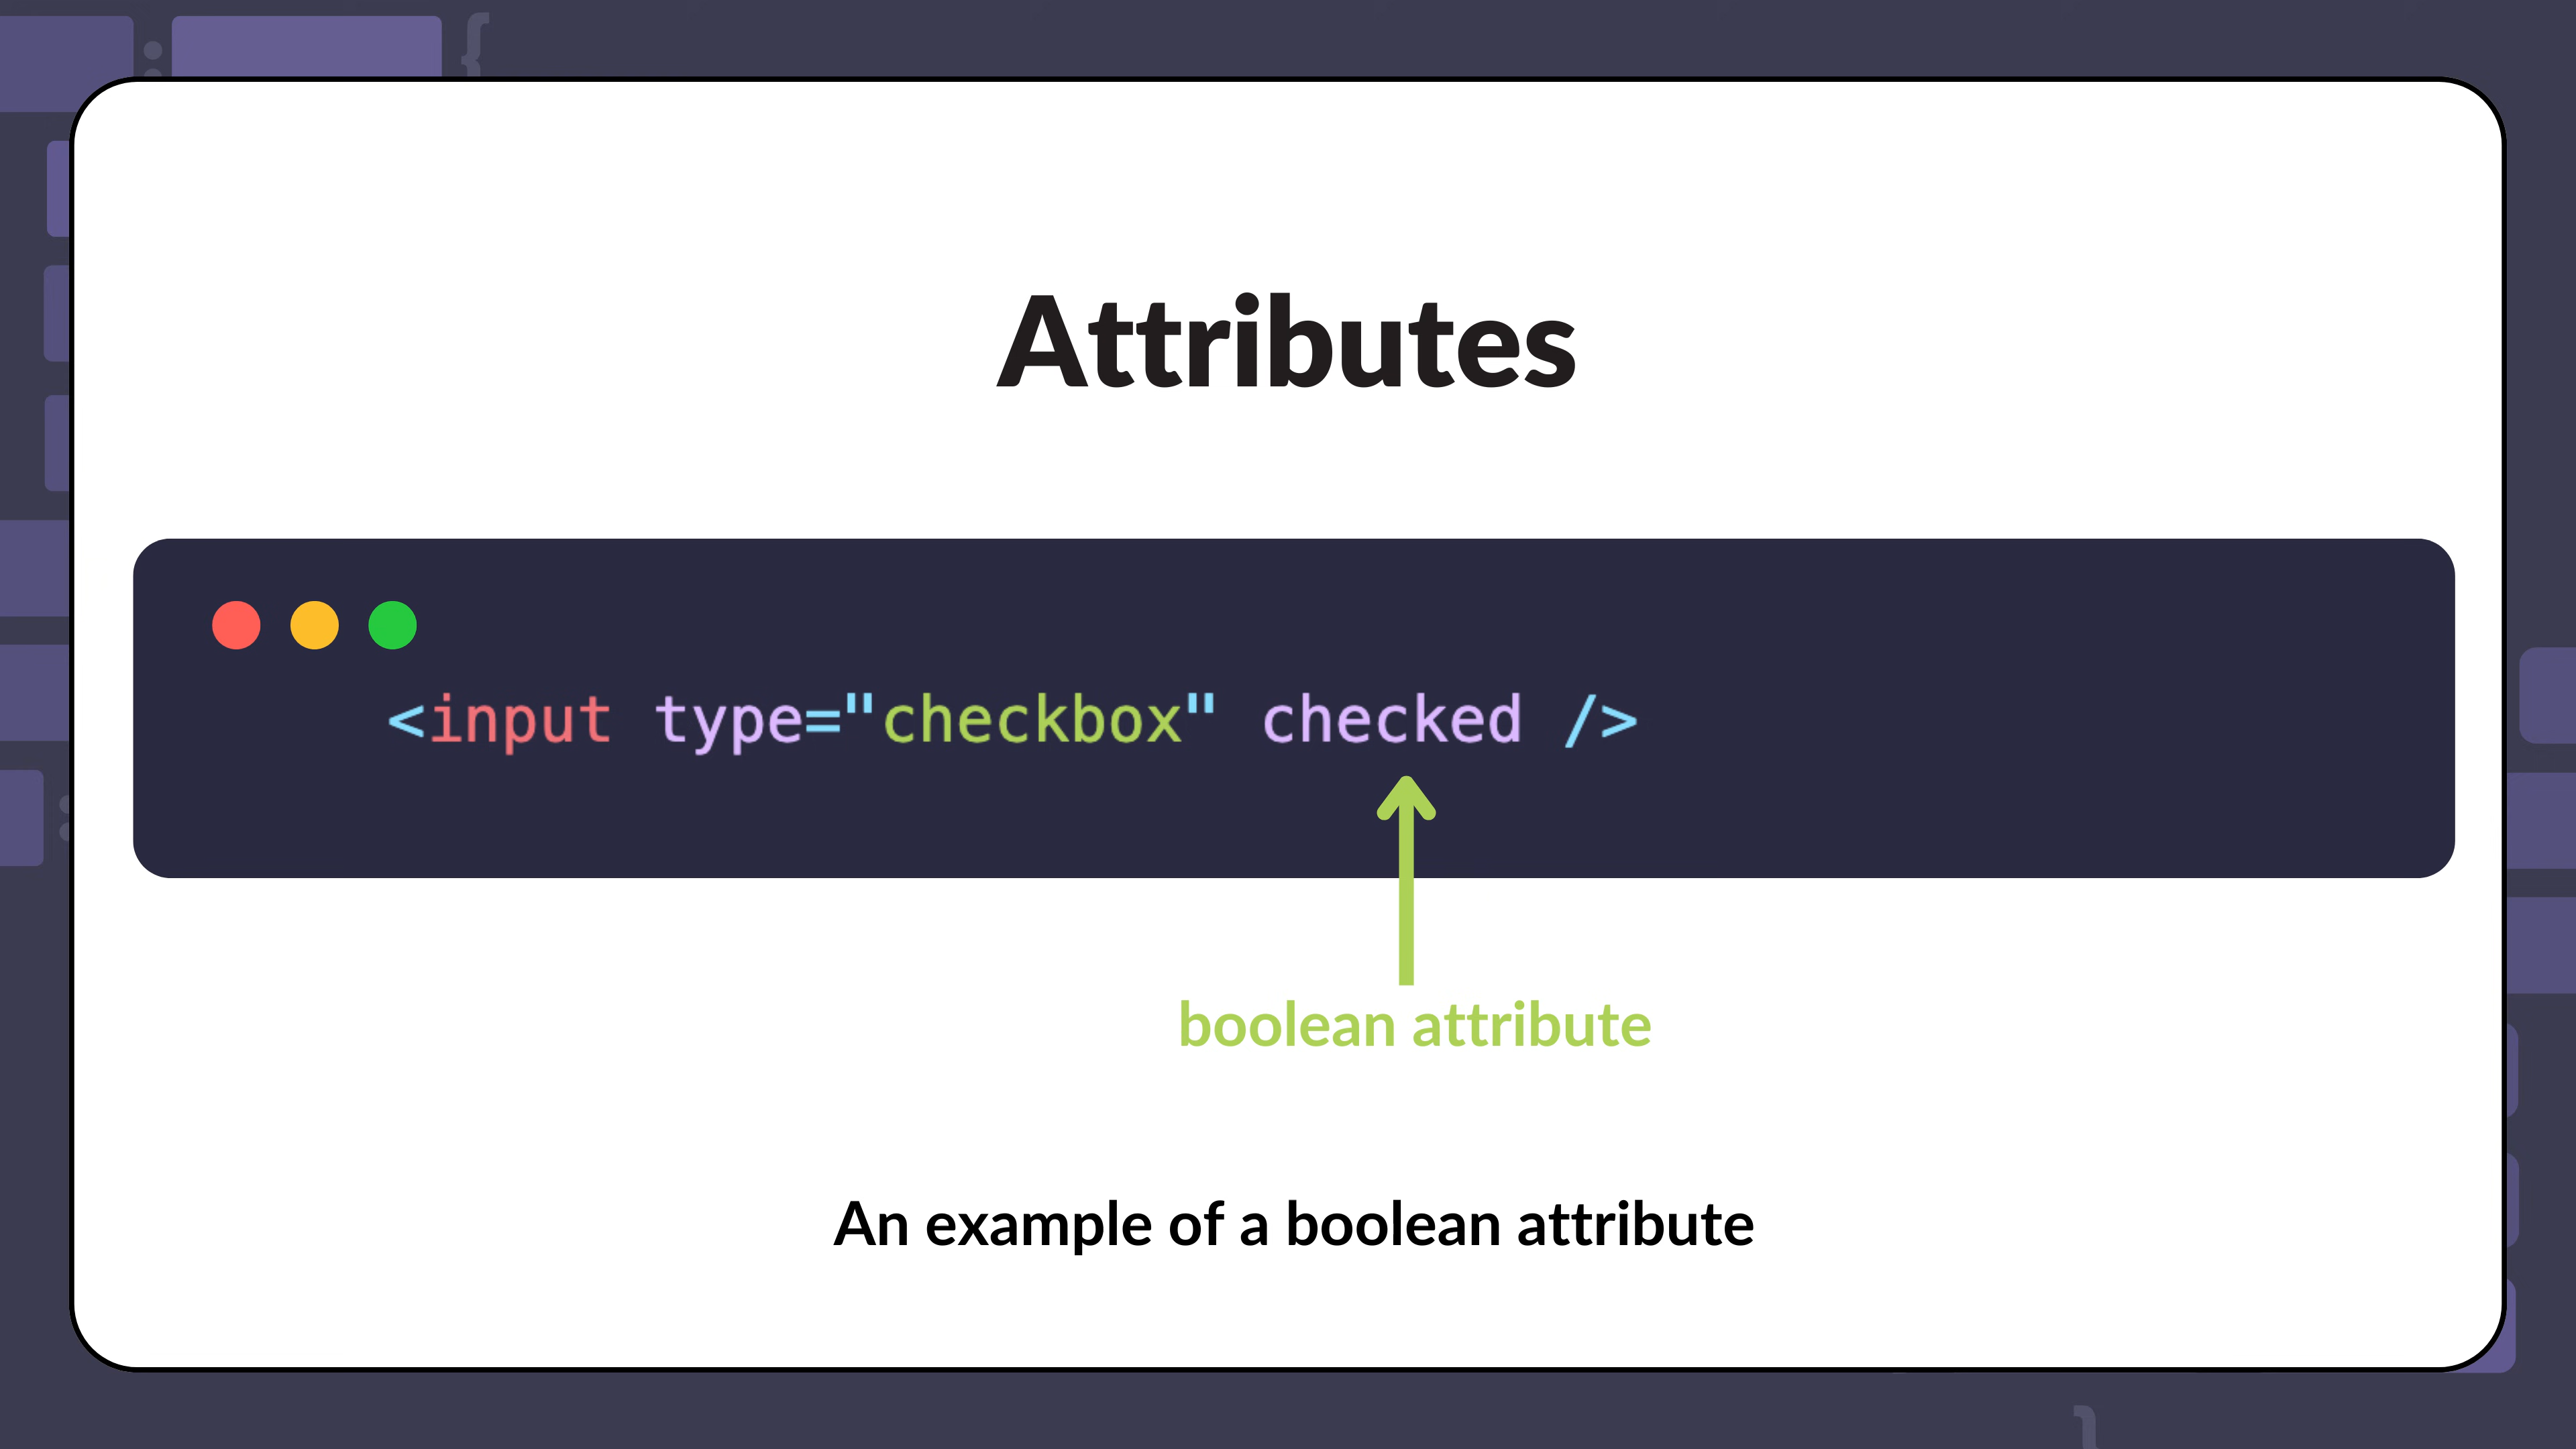 {
Attributes
<input type="checkbox" checked />
boolean attribute
An example of a boolean attribute
}